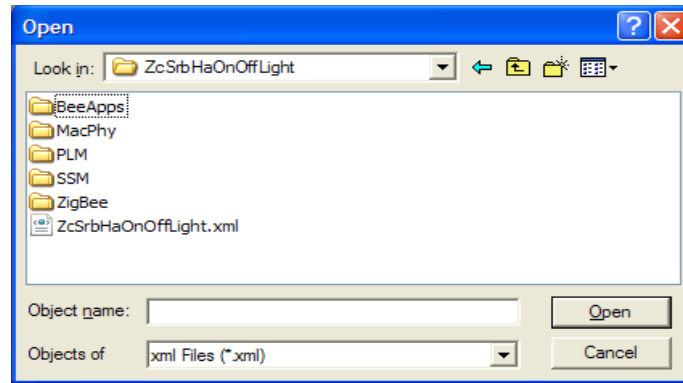 Open
Look in: ZcSrbHaOnOffLight
BeeApps
MacPhy
PLM
SSM
ZigBee
ZcSrbHaOnOffLight.xml
Object name: Open
Objects of xml Files (*.xml) Cancel